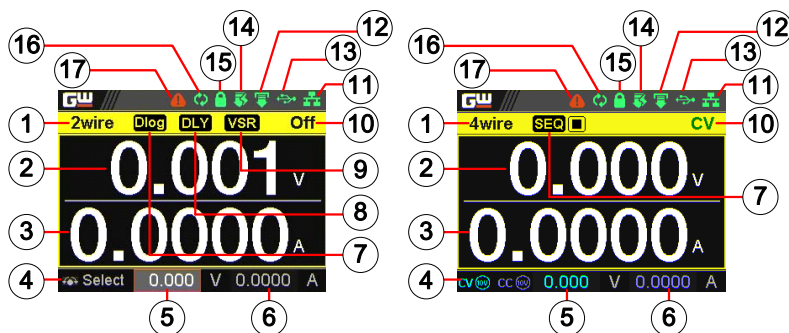 14 12 14 12
16 15 13 16 15 13
17 11 17 11
GW GW
1 2wire Dlog DLY VSR Off 10 1 4wire SEQ CV 10
2 0.001 V 9 2 0.000 V
8 7
3 0.0000 A 7 3 0.0000 A
4 Select 0.000 V 0.0000 A 4 CV 10V CC 10V 0.000 V 0.0000 A
5 6 5 6